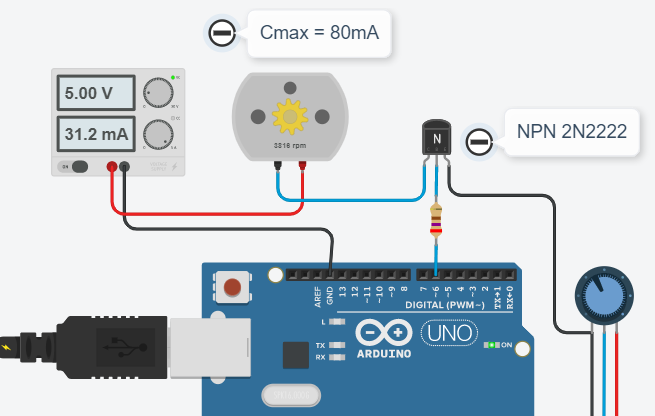 Cmax = 80mA
5.00 V
31.2 mA
8816 rpm
N
NPN 2N2222
AREF
GND
13
12
~11
~10
~9
8
7
~6
~5
~4
~3
2
TX→1
RX←0
DIGITAL (PWM~)
L
TX
RX
UNO
ON
ARDUINO